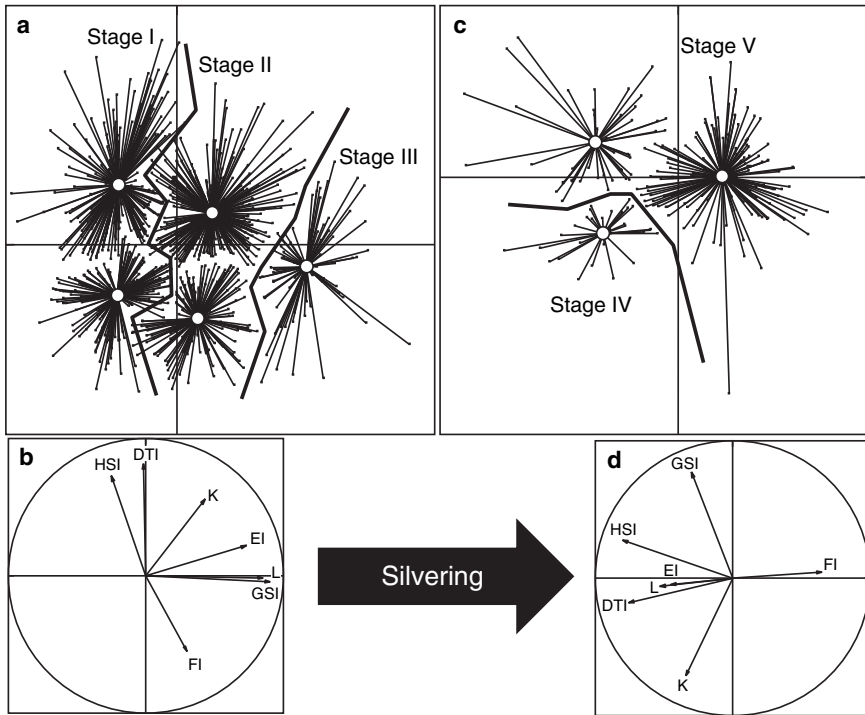 a
Stage I
Stage II
Stage III
c
Stage V
Stage IV
b
HSI
DTI
K
EI
L
GSI
FI
Silvering
d
GSI
HSI
EI
L
DTI
FI
K